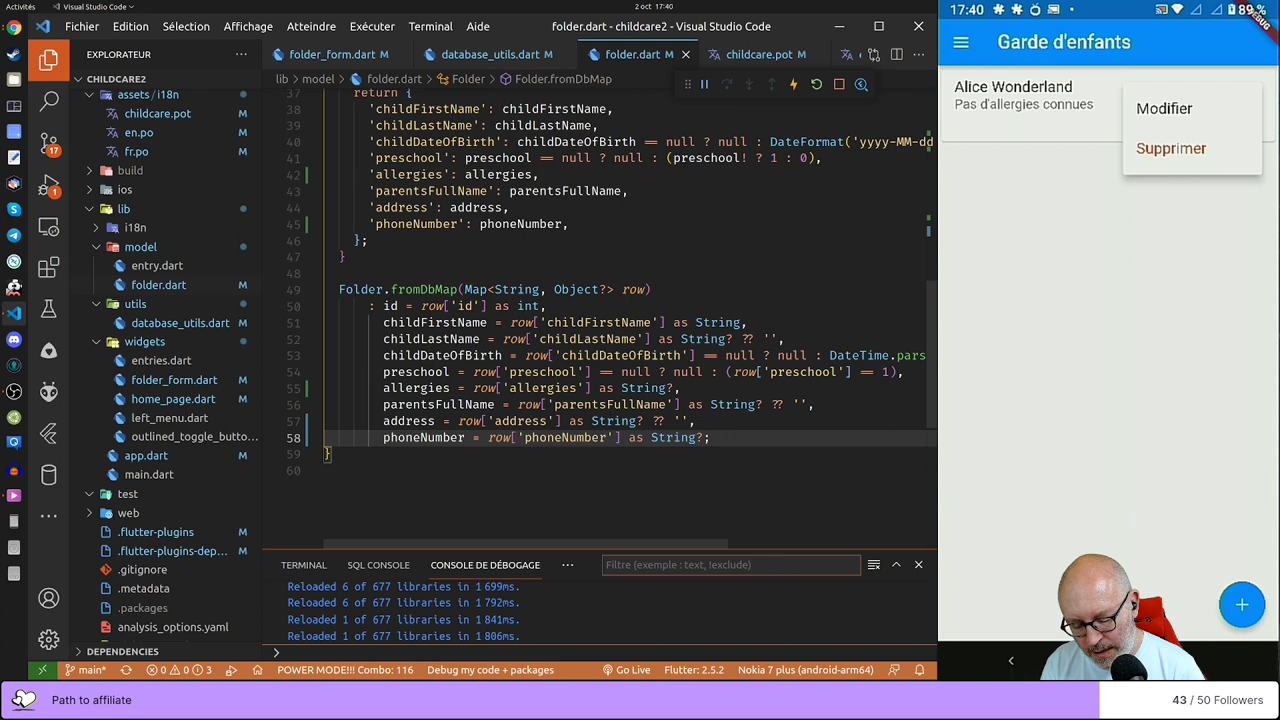 Activités
Visual Studio Code
2 oct 17:40
Fichier Edition Sélection Affichage Atteindre Exécuter Terminal Aide
folder.dart - childcare2 - Visual Studio Code
EXPLORATEUR
CHILDCARE2
assets / i18n
childcare.pot M
en.po M
fr.po M
build
ios
lib
i18n
model
entry.dart
folder.dart M
utils
database_utils.dart M
widgets
entries.dart
folder_form.dart M
home_page.dart M
left_menu.dart
outlined_toggle_butto...
app.dart M
main.dart
test
web
.flutter-plugins M
.flutter-plugins-dep... M
.gitignore
.metadata
.packages
analysis_options.yaml
DEPENDENCIES
17
1
folder_form.dart M
database_utils.dart M
folder.dart M
childcare.pot M
lib > model > folder.dart > Folder > Folder.fromDbMap
37 return {
38 'childFirstName': childFirstName,
39 'childLastName': childLastName,
40 'childDateOfBirth': childDateOfBirth == null ? null : DateFormat('yyyy-MM-dd
41 'preschool': preschool == null ? null : (preschool! ? 1 : 0),
42 'allergies': allergies,
43 'parentsFullName': parentsFullName,
44 'address': address,
45 'phoneNumber': phoneNumber,
46 };
47 }
48
49 Folder.fromDbMap(Map<String, Object?> row)
50 : id = row['id'] as int,
51 childFirstName = row['childFirstName'] as String,
52 childLastName = row['childLastName'] as String? ?? '',
53 childDateOfBirth = row['childDateOfBirth'] == null ? null : DateTime.pars
54 preschool = row['preschool'] == null ? null : (row['preschool'] == 1),
55 allergies = row['allergies'] as String?,
56 parentsFullName = row['parentsFullName'] as String? ?? '',
57 address = row['address'] as String? ?? '',
58 phoneNumber = row['phoneNumber'] as String?;
59 }
60
TERMINAL SQL CONSOLE CONSOLE DE DÉBOGAGE
Filtre (exemple : text, !exclude)
Reloaded 6 of 677 libraries in 1 699ms.
Reloaded 6 of 677 libraries in 1 792ms.
Reloaded 1 of 677 libraries in 1 841ms.
Reloaded 1 of 677 libraries in 1 806ms.
main* 0 0 3 POWER MODE!!! Combo: 116 Debug my code + packages Go Live Flutter: 2.5.2 Nokia 7 plus (android-arm64)
17:40
89%
DEBUG
Garde d'enfants
Alice Wonderland
Pas d'allergies connues
Modifier
Supprimer
Path to affiliate
43 / 50 Followers